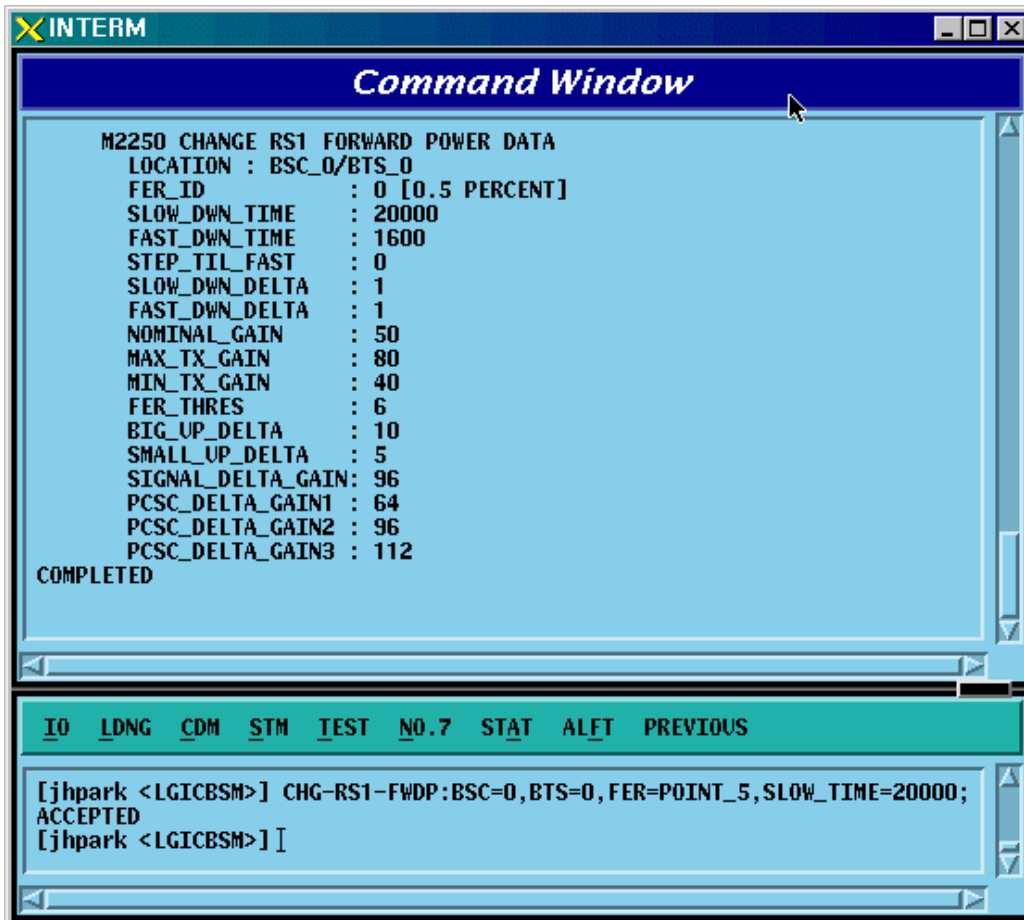 INTERM
Command Window
M2250 CHANGE RS1 FORWARD POWER DATA
LOCATION : BSC_0/BTS_0
FER_ID : 0 [0.5 PERCENT]
SLOW_DWN_TIME : 20000
FAST_DWN_TIME : 1600
STEP_TIL_FAST : 0
SLOW_DWN_DELTA : 1
FAST_DWN_DELTA : 1
NOMINAL_GAIN : 50
MAX_TX_GAIN : 80
MIN_TX_GAIN : 40
FER_THRES : 6
BIG_UP_DELTA : 10
SMALL_UP_DELTA : 5
SIGNAL_DELTA_GAIN: 96
PCSC_DELTA_GAIN1 : 64
PCSC_DELTA_GAIN2 : 96
PCSC_DELTA_GAIN3 : 112
COMPLETED
IO LDNG CDM STM TEST NO.7 STAT ALFT PREVIOUS
[jhpark <LGICBSM>] CHG-RS1-FWDP:BSC=0,BTS=0,FER=POINT_5,SLOW_TIME=20000;
ACCEPTED
[jhpark <LGICBSM>]